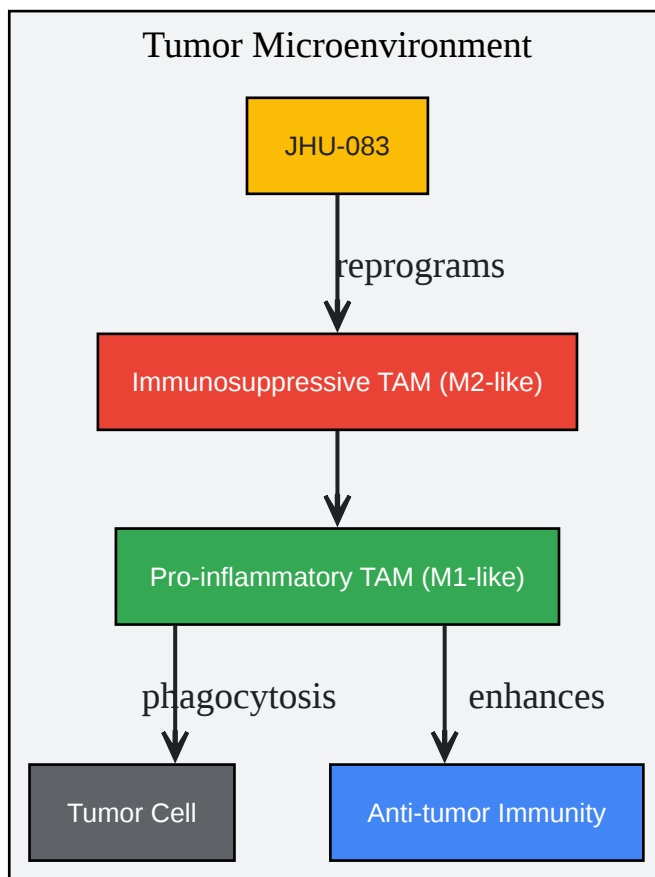 Tumor Microenvironment
JHU-083
reprograms
Immunosuppressive TAM (M2-like)
Pro-inflammatory TAM (M1-like)
phagocytosis
enhances
Tumor Cell
Anti-tumor Immunity